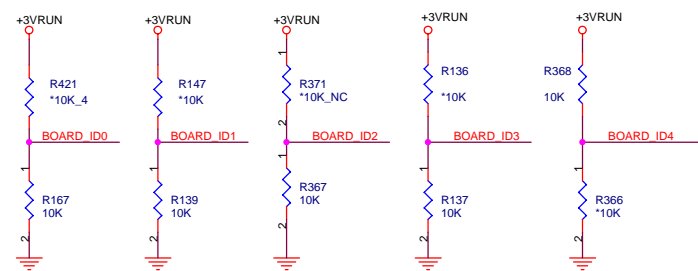 +3VRUN +3VRUN +3VRUN +3VRUN +3VRUN
1
R421 R147 R371 R136 R368
*10K_4 *10K *10K_NC *10K 10K
2
BOARD_ID0 BOARD_ID1 BOARD_ID2 BOARD_ID3 BOARD_ID4
1 1 1 1 1
R167 R139 R367 R137 R366
10K 10K 10K 10K *10K
2 2 2 2 2